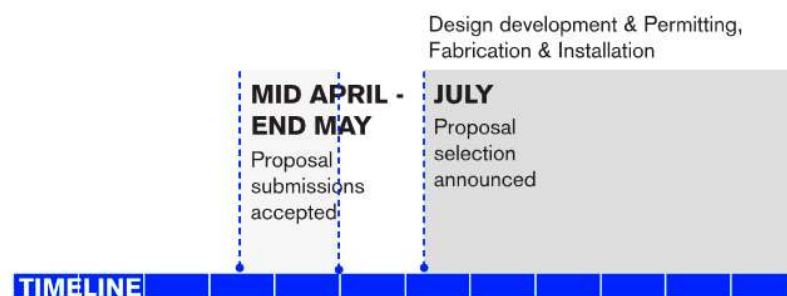 Design development & Permitting,
Fabrication & Installation
MID APRIL -
END MAY
Proposal
submissions
accepted
JULY
Proposal
selection
announced
TIMELINE